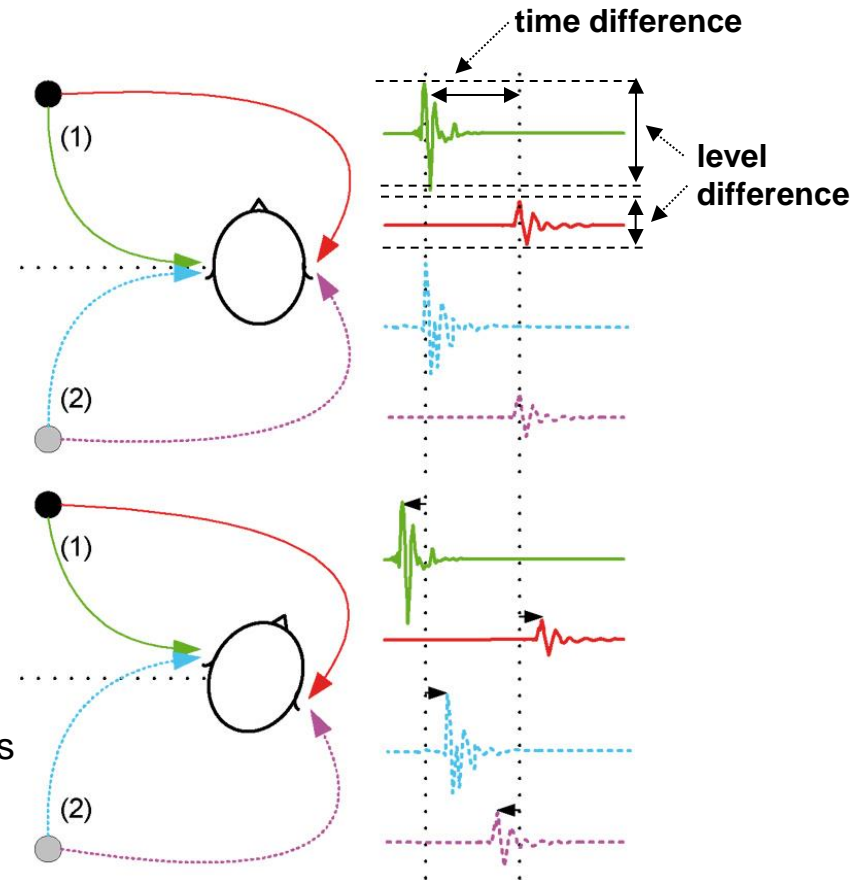 time difference
(1)
level
difference
(2)
(1)
s
(2)